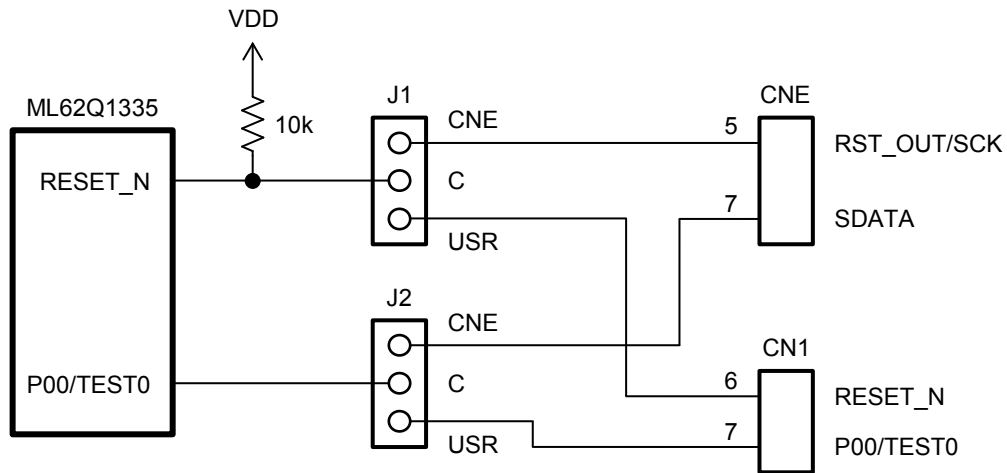 VDD
ML62Q1335
10k
J1
CNE
CNE
5
RST_OUT/SCK
RESET_N
C
7
SDATA
USR
J2
CNE
CN1
P00/TEST0
C
6
RESET_N
USR
7
P00/TEST0